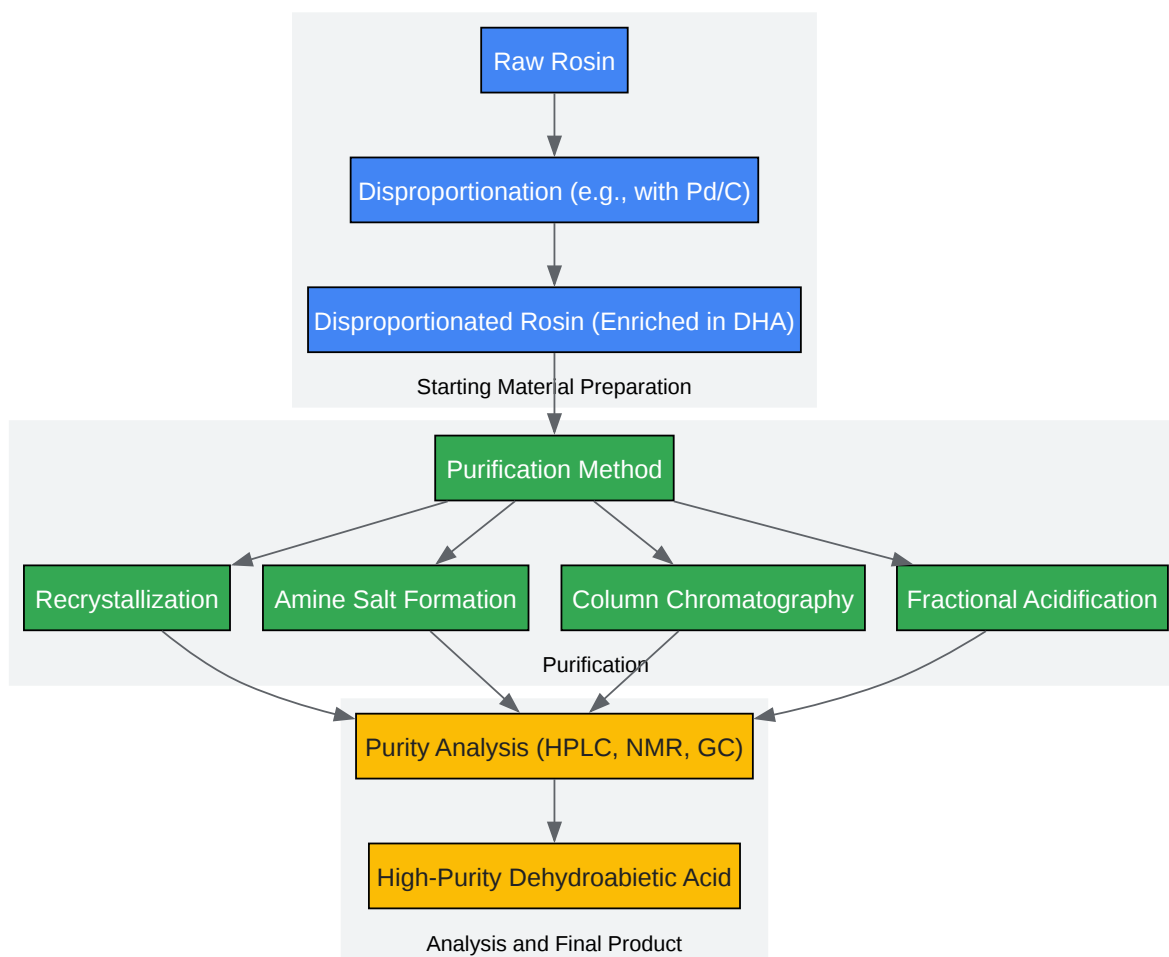 Raw Rosin
Disproportionation (e.g., with Pd/C)
Disproportionated Rosin (Enriched in DHA)
Starting Material Preparation
Purification Method
Recrystallization
Amine Salt Formation
Column Chromatography
Fractional Acidification
Purification
Purity Analysis (HPLC, NMR, GC)
High-Purity Dehydroabietic Acid
Analysis and Final Product